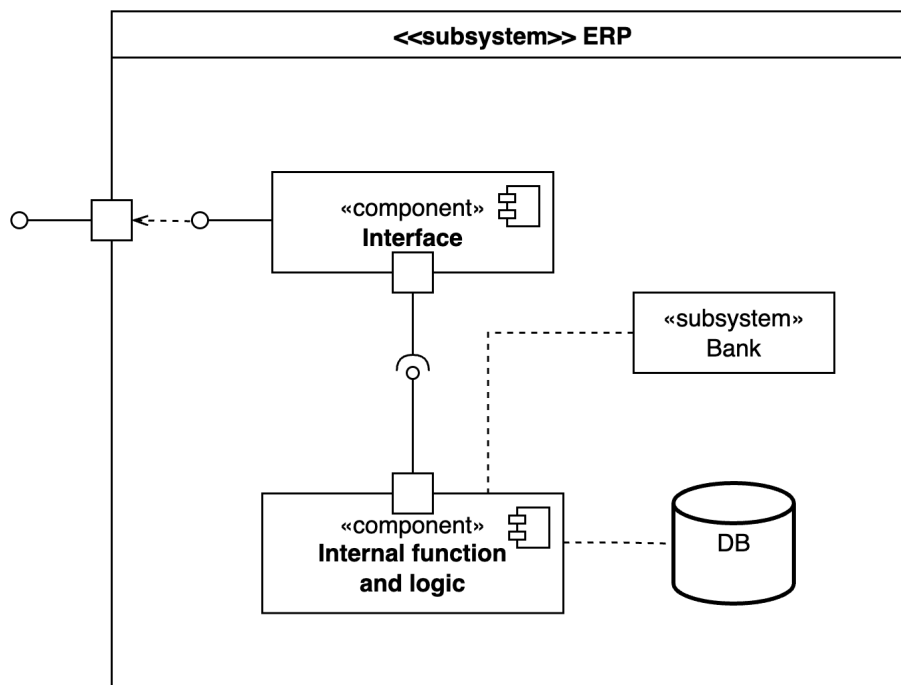 <<subsystem>> ERP
«component»
Interface
«subsystem»
Bank
«component»
Internal function
and logic
DB